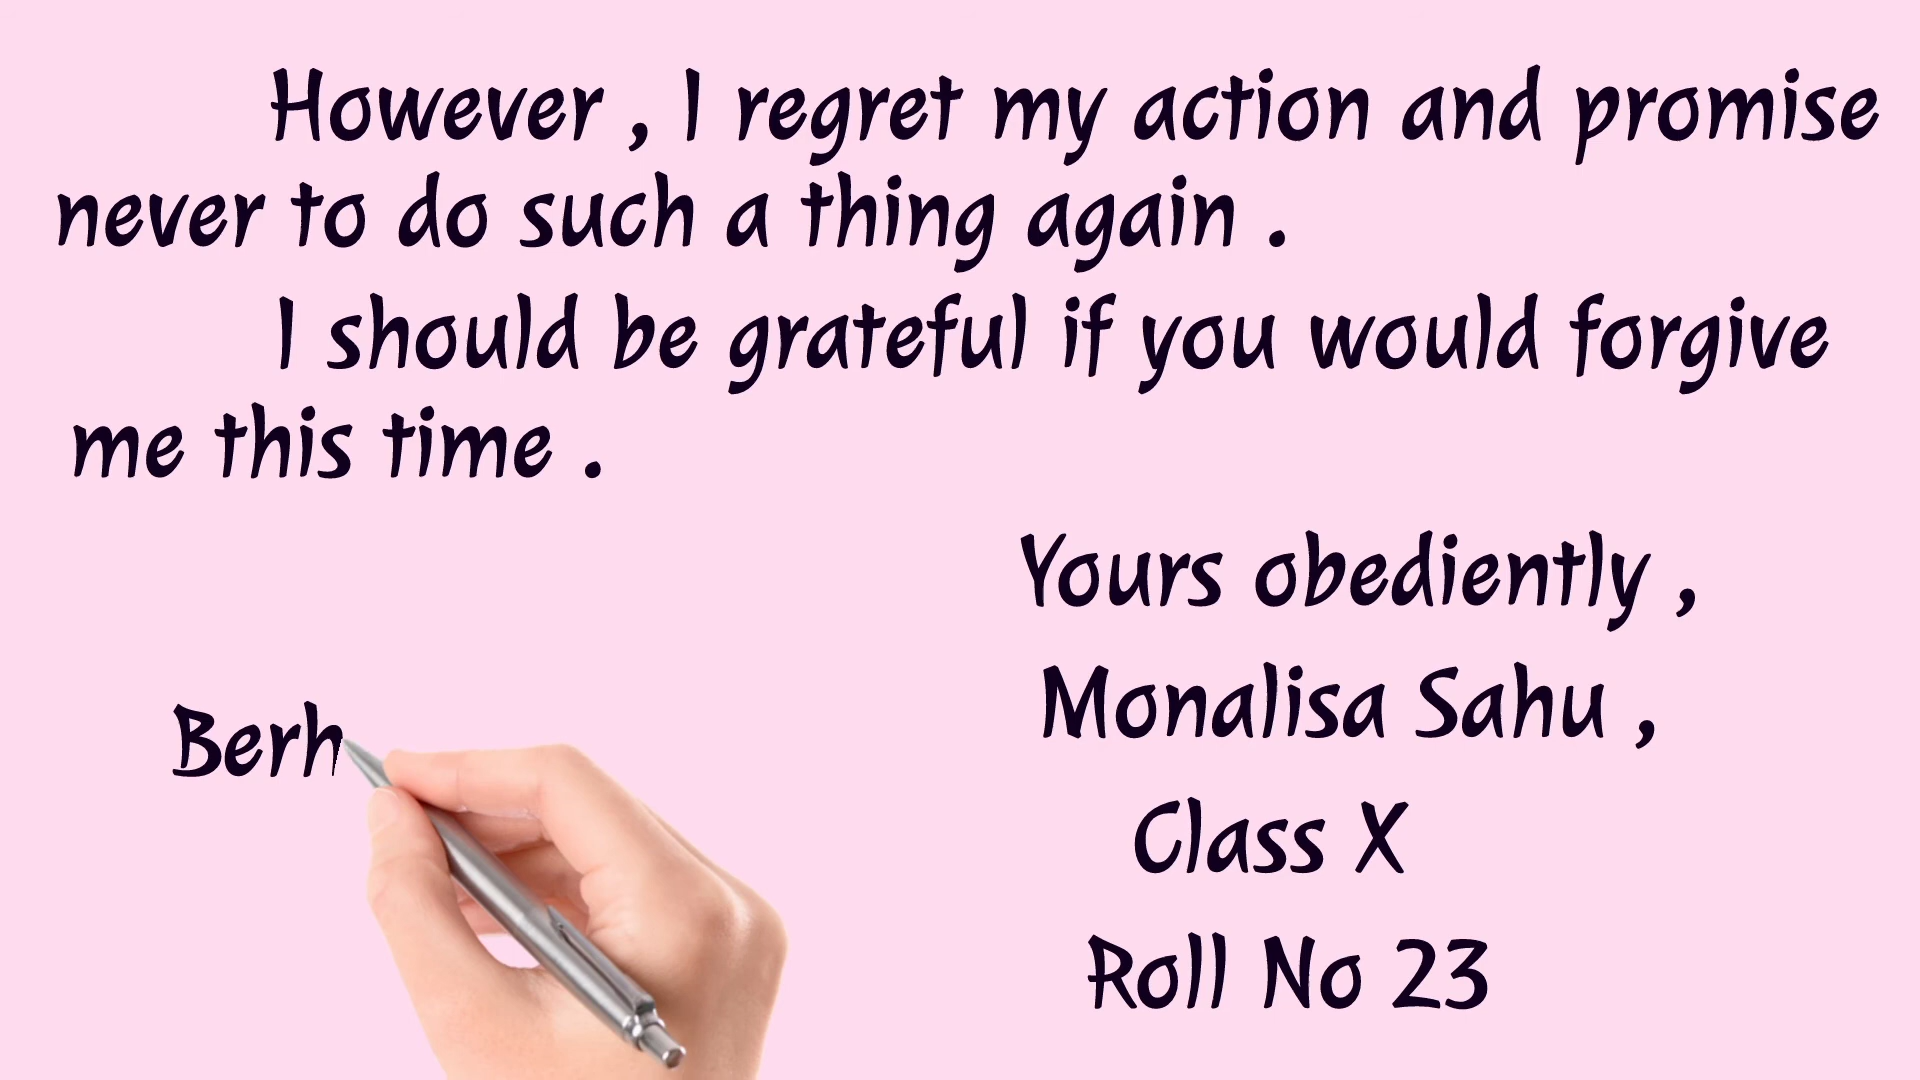 However , I regret my action and promise
never to do such a thing again .
I should be grateful if you would forgive
me this time .
Yours obediently ,
Monalisa Sahu ,
Berh
Class X
Roll No 23